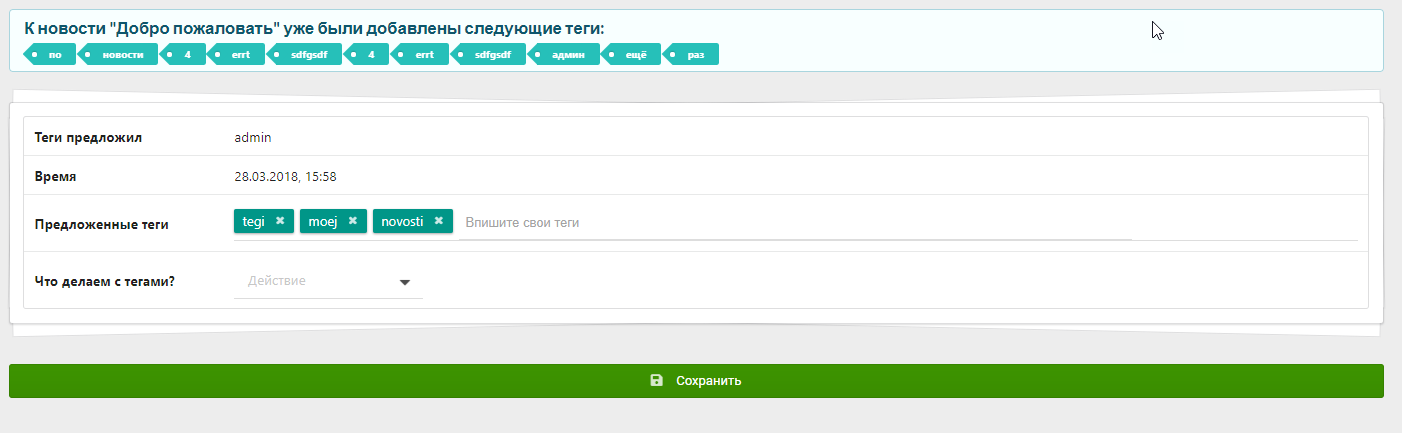 К новости "Добро пожаловать" уже были добавлены следующие теги:
по новости 4 errt sdfgsdf 4 errt sdfgsdf админ ещё раз
Теги предложил admin
Время 28.03.2018, 15:58
Предложенные теги tegi moej novosti Впишите свои теги
Что делаем с тегами? Действие
Сохранить